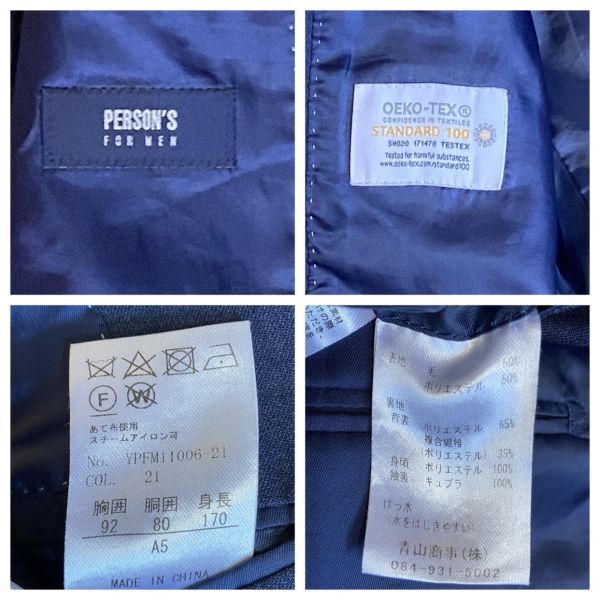 PERSON'S
FOR MEN
OEKO-TEX®
CONFIDENCE IN TEXTILES
STANDARD 100
SH020 171478 TESTEX
Tested for harmful substances.
www.oeko-tex.com/standard100
F
W
あて布使用
スチームアイロン可
No. YPFM11006-21
COL. 21
胸囲 胴囲 身長
92 80 170
A5
MADE IN CHINA
表地 毛 50%
ポリエステル 50%
裏地
背裏 ポリエステル 65%
複合繊維
(ポリエステル) 35%
身頃 ポリエステル 100%
袖裏 キュプラ 100%
はっ水
(水をはじきやすい)
青山商事(株)
084-931-5002